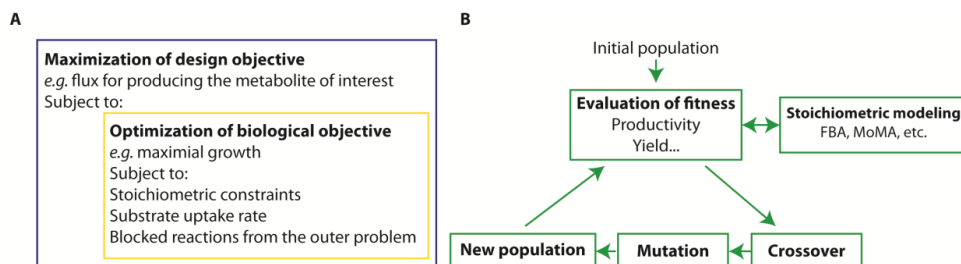 A
Maximization of design objective
e.g. flux for producing the metabolite of interest
Subject to:
Optimization of biological objective
e.g. maximial growth
Subject to:
Stoichiometric constraints
Substrate uptake rate
Blocked reactions from the outer problem
B
Initial population
Evaluation of fitness
Productivity
Yield...
Stoichiometric modeling
FBA, MoMA, etc.
New population
Mutation
Crossover